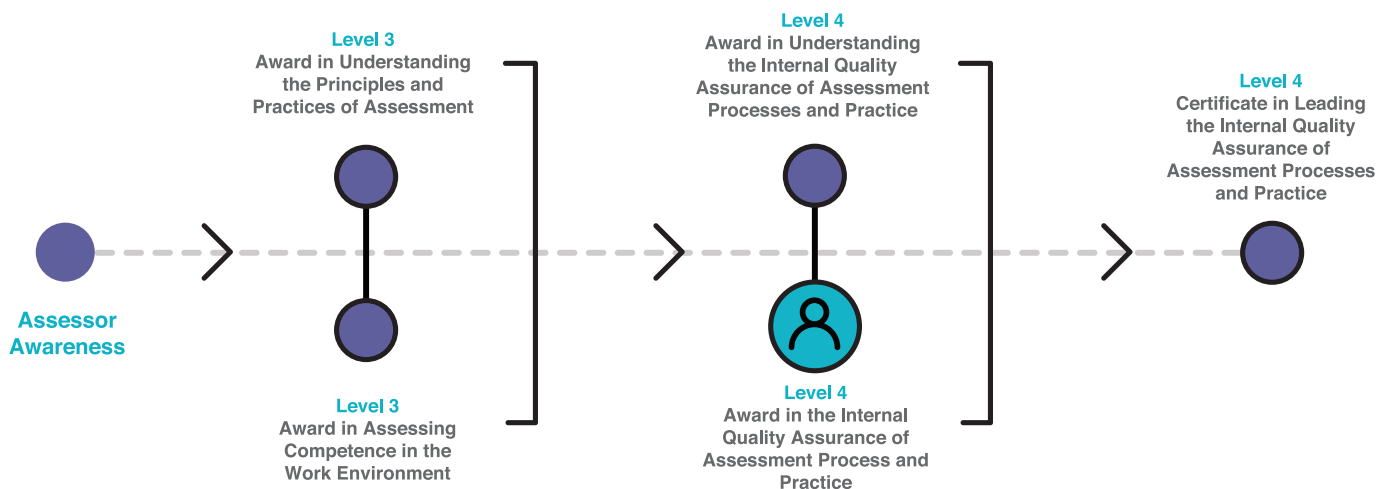 Assessor
Awareness
Level 3
Award in Understanding
the Principles and
Practices of Assessment
Level 3
Award in Assessing
Competence in the
Work Environment
Level 4
Award in Understanding
the Internal Quality
Assurance of Assessment
Processes and Practice
Level 4
Award in the Internal
Quality Assurance of
Assessment Process and
Practice
Level 4
Certificate in Leading
the Internal Quality
Assurance of
Assessment Processes
and Practice